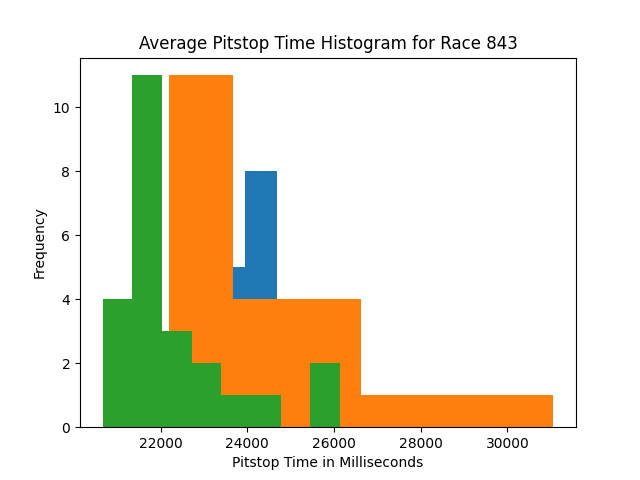 Average Pitstop Time Histogram for Race 843
10
8
6
4
2
0
Frequency
22000 24000 26000 28000 30000
Pitstop Time in Milliseconds